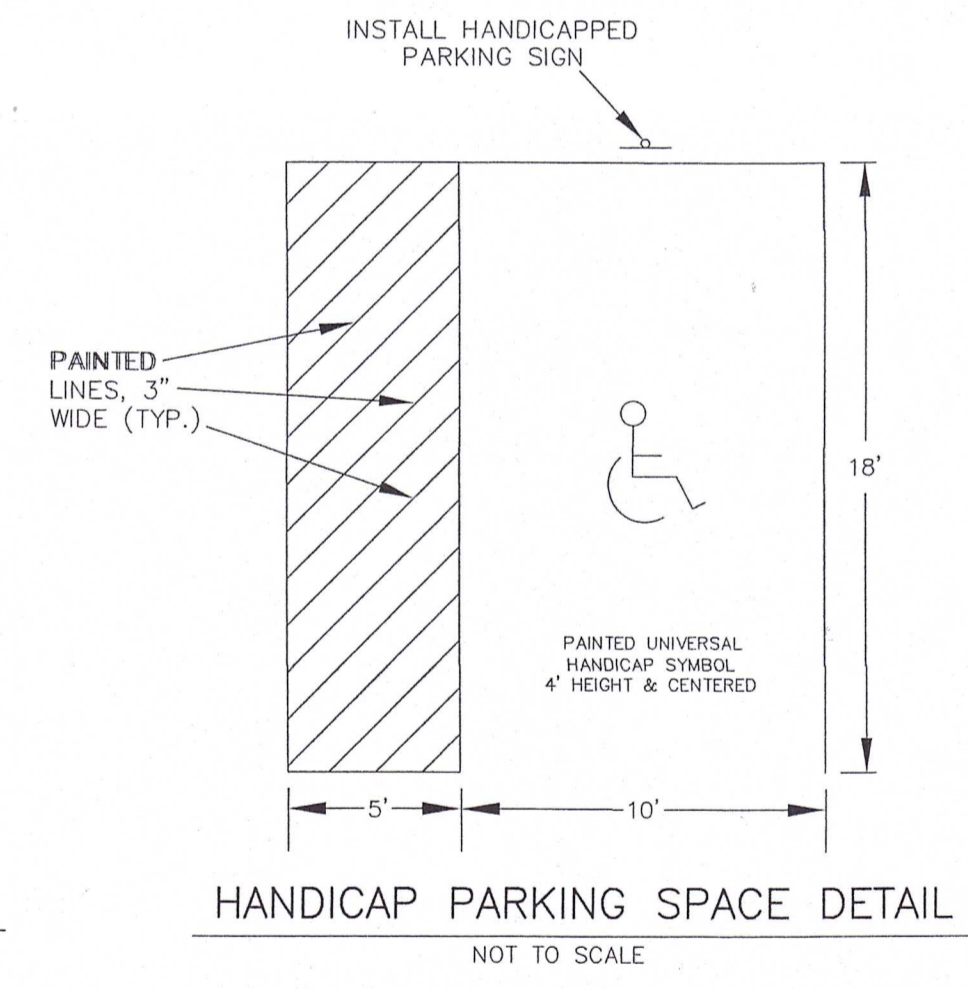 INSTALL HANDICAPPED
PARKING SIGN
PAINTED
LINES, 3"
WIDE (TYP.)
18'
PAINTED UNIVERSAL
HANDICAP SYMBOL
4' HEIGHT & CENTERED
5'
10'
HANDICAP PARKING SPACE DETAIL
NOT TO SCALE